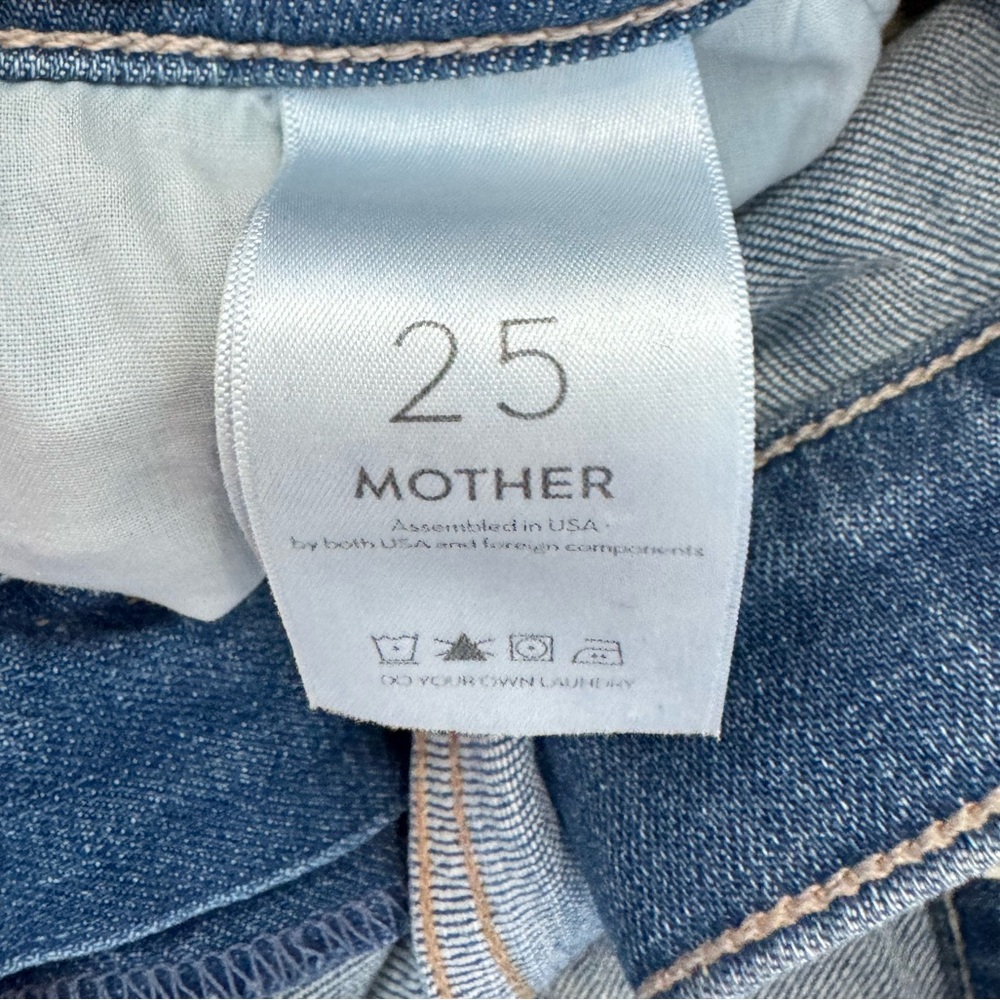 25
MOTHER
Assembled in USA
by both USA and foreign components
DO YOUR OWN LAUNDRY